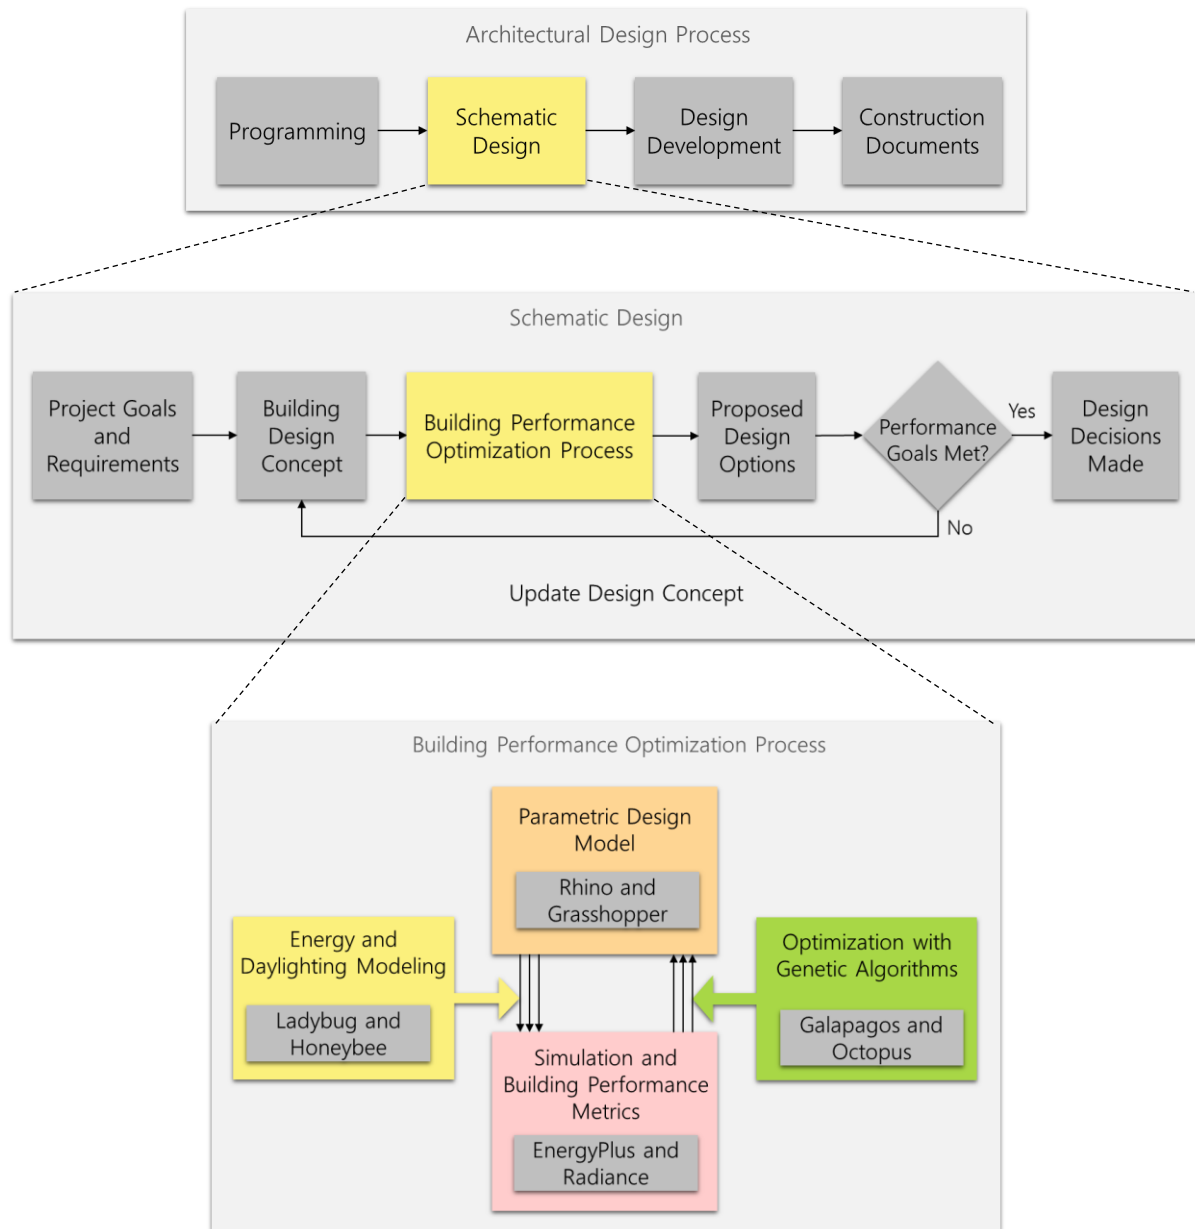 Architectural Design Process
Programming
Schematic
Design
Design
Development
Construction
Documents
Schematic Design
Project Goals
and
Requirements
Building
Design
Concept
Building Performance
Optimization Process
Proposed
Design
Options
Performance
Goals Met?
Yes
Design
Decisions
Made
No
Update Design Concept
Building Performance Optimization Process
Parametric Design
Model
Rhino and
Grasshopper
Energy and
Daylighting Modeling
Ladybug and
Honeybee
Optimization with
Genetic Algorithms
Galapagos and
Octopus
Simulation and
Building Performance
Metrics
EnergyPlus and
Radiance